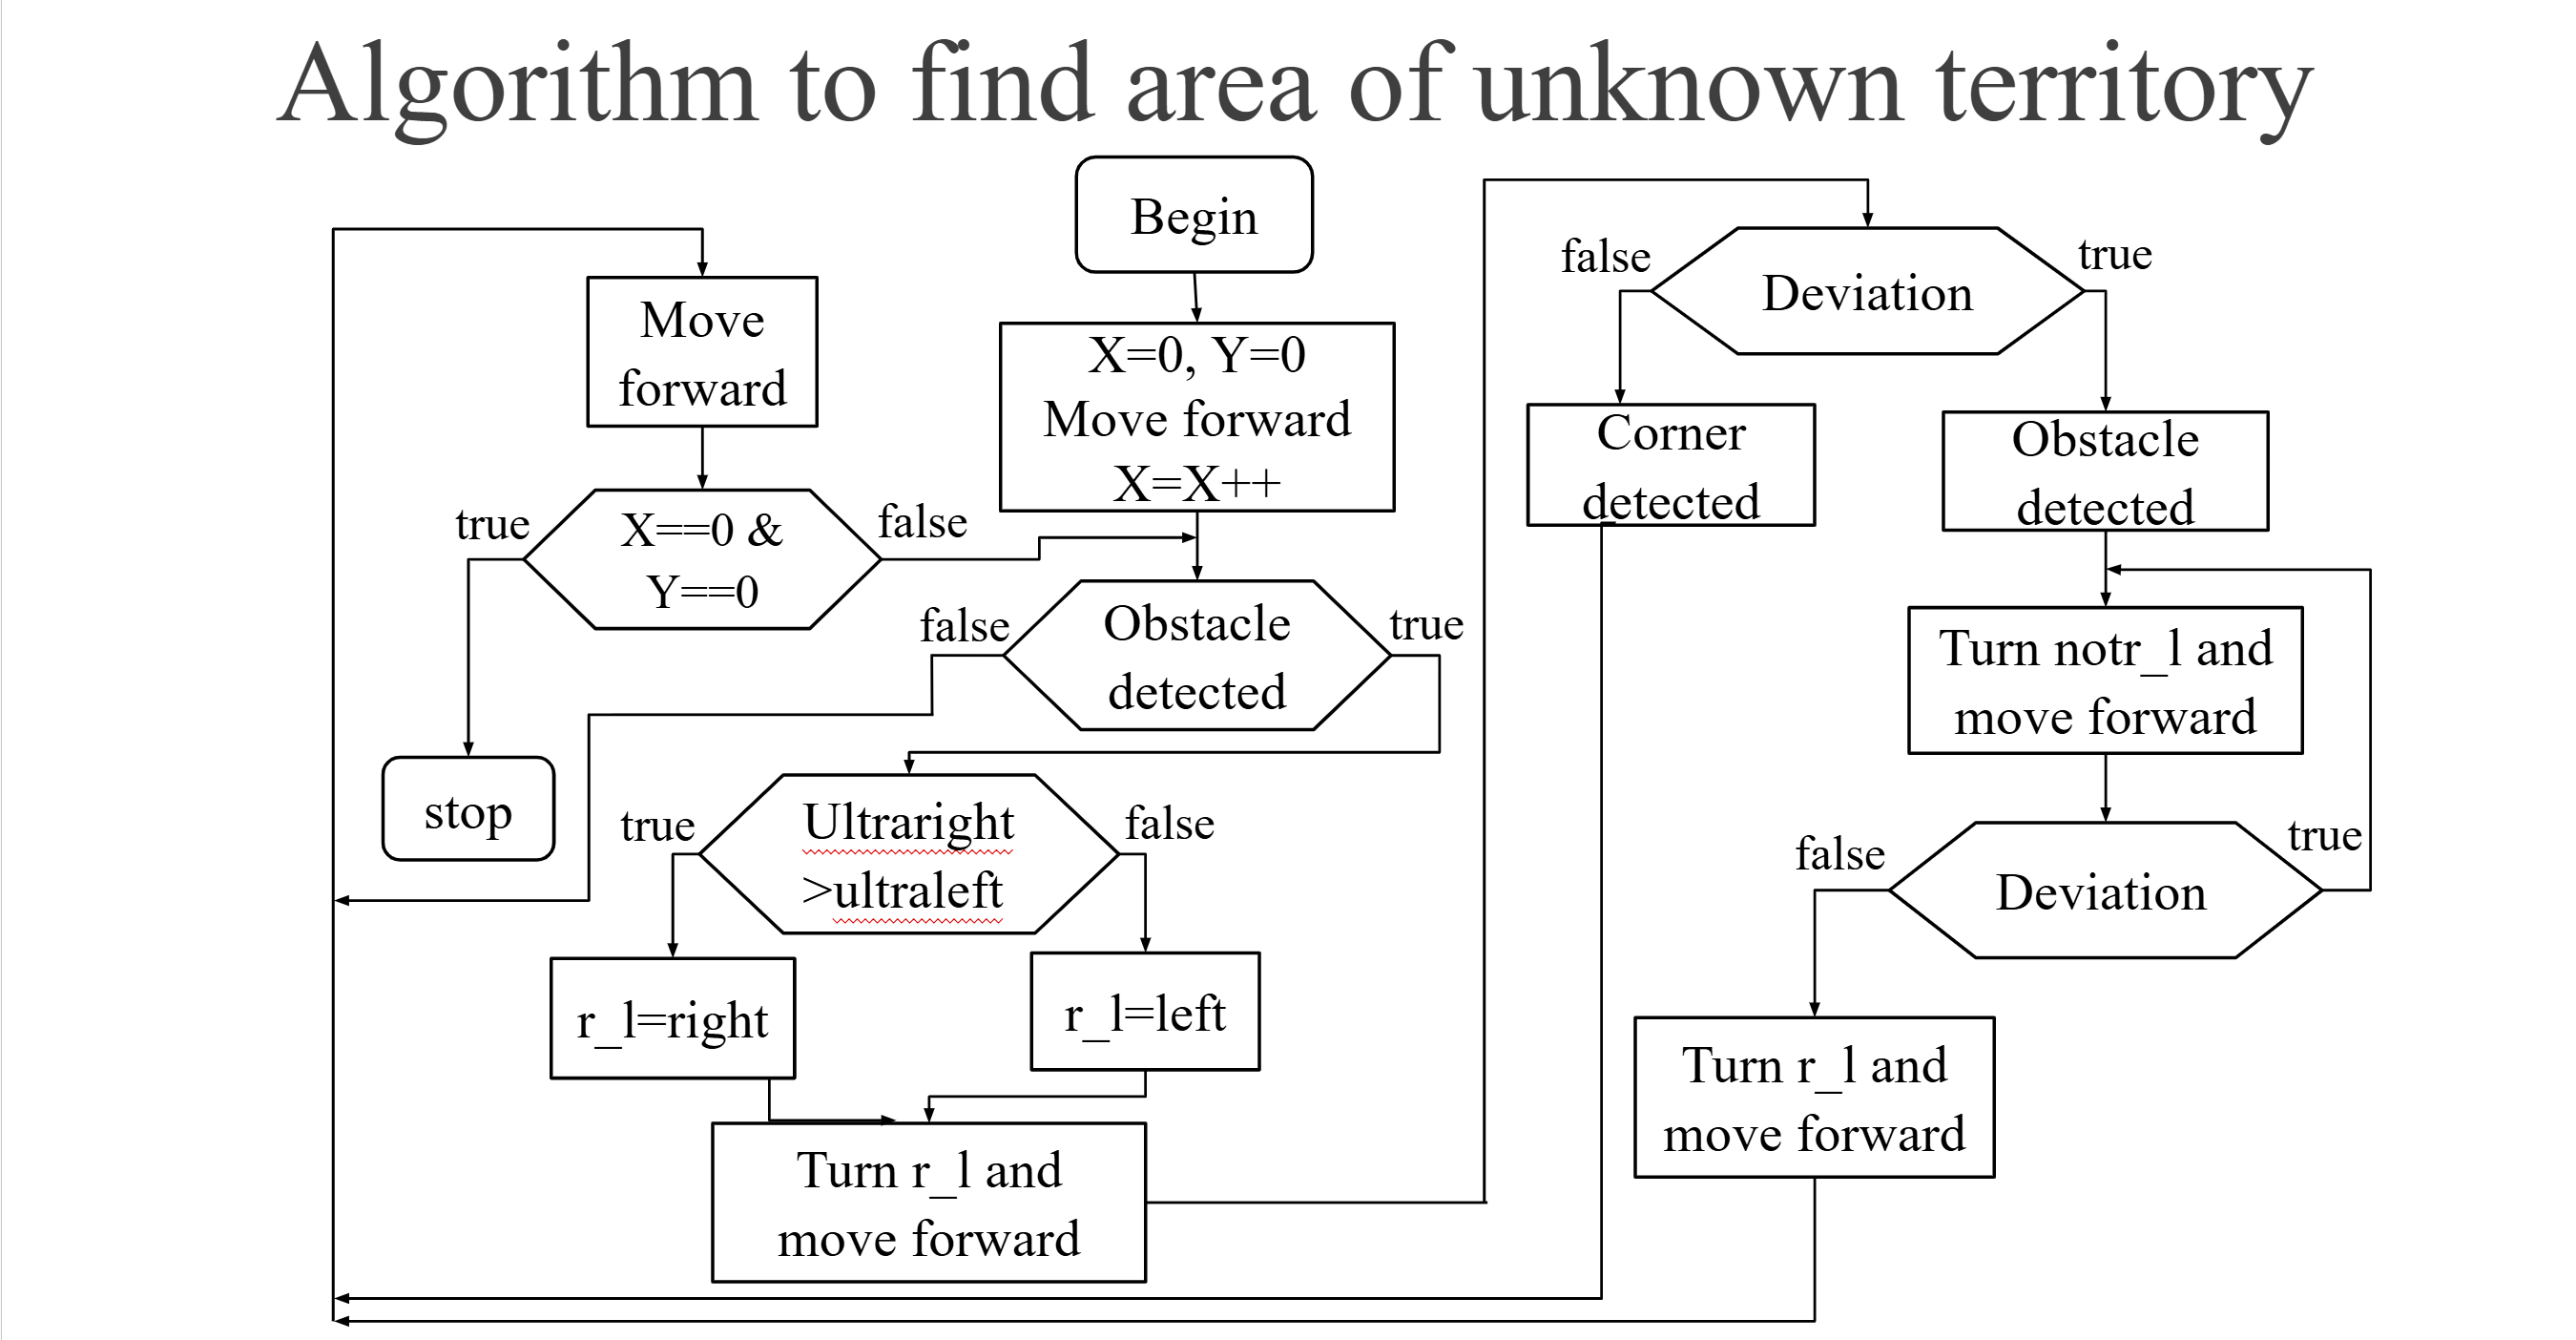 Algorithm to find area of unknown territory
Begin
X=0, Y=0
Move forward
X=X++
Move
forward
true
X==0 &
Y==0
false
stop
false
Obstacle
detected
true
true
Ultraright
>ultraleft
false
r_l=right
r_l=left
Turn r_l and
move forward
false
Deviation
true
Corner
detected
Obstacle
detected
Turn notr_l and
move forward
false
Deviation
true
Turn r_l and
move forward